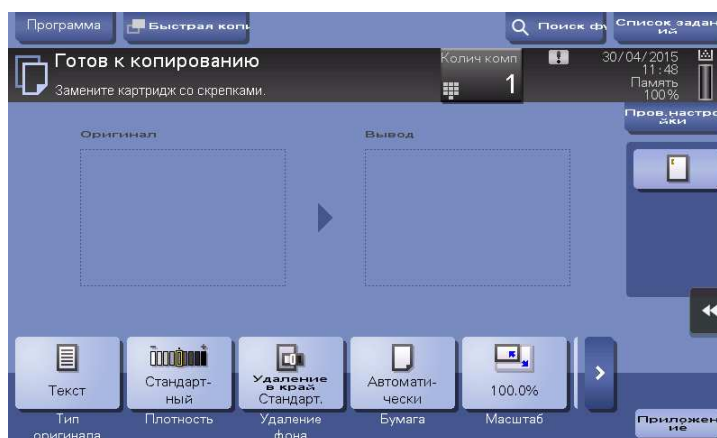 Программа
Быстрая копи
Поиск фу
Список задан
ий
Готов к копированию
Замените картридж со скрепками.
Колич комп
1
30/04/2015
11:48
Память
100%
Пров.настро
йки
Оригинал
Вывод
Текст
Стандарт-
ный
Удаление
в край
Стандарт.
Автомати-
чески
100.0%
Тип
оригинала
Плотность
Удаление
фона
Бумага
Масштаб
Приложен
ие